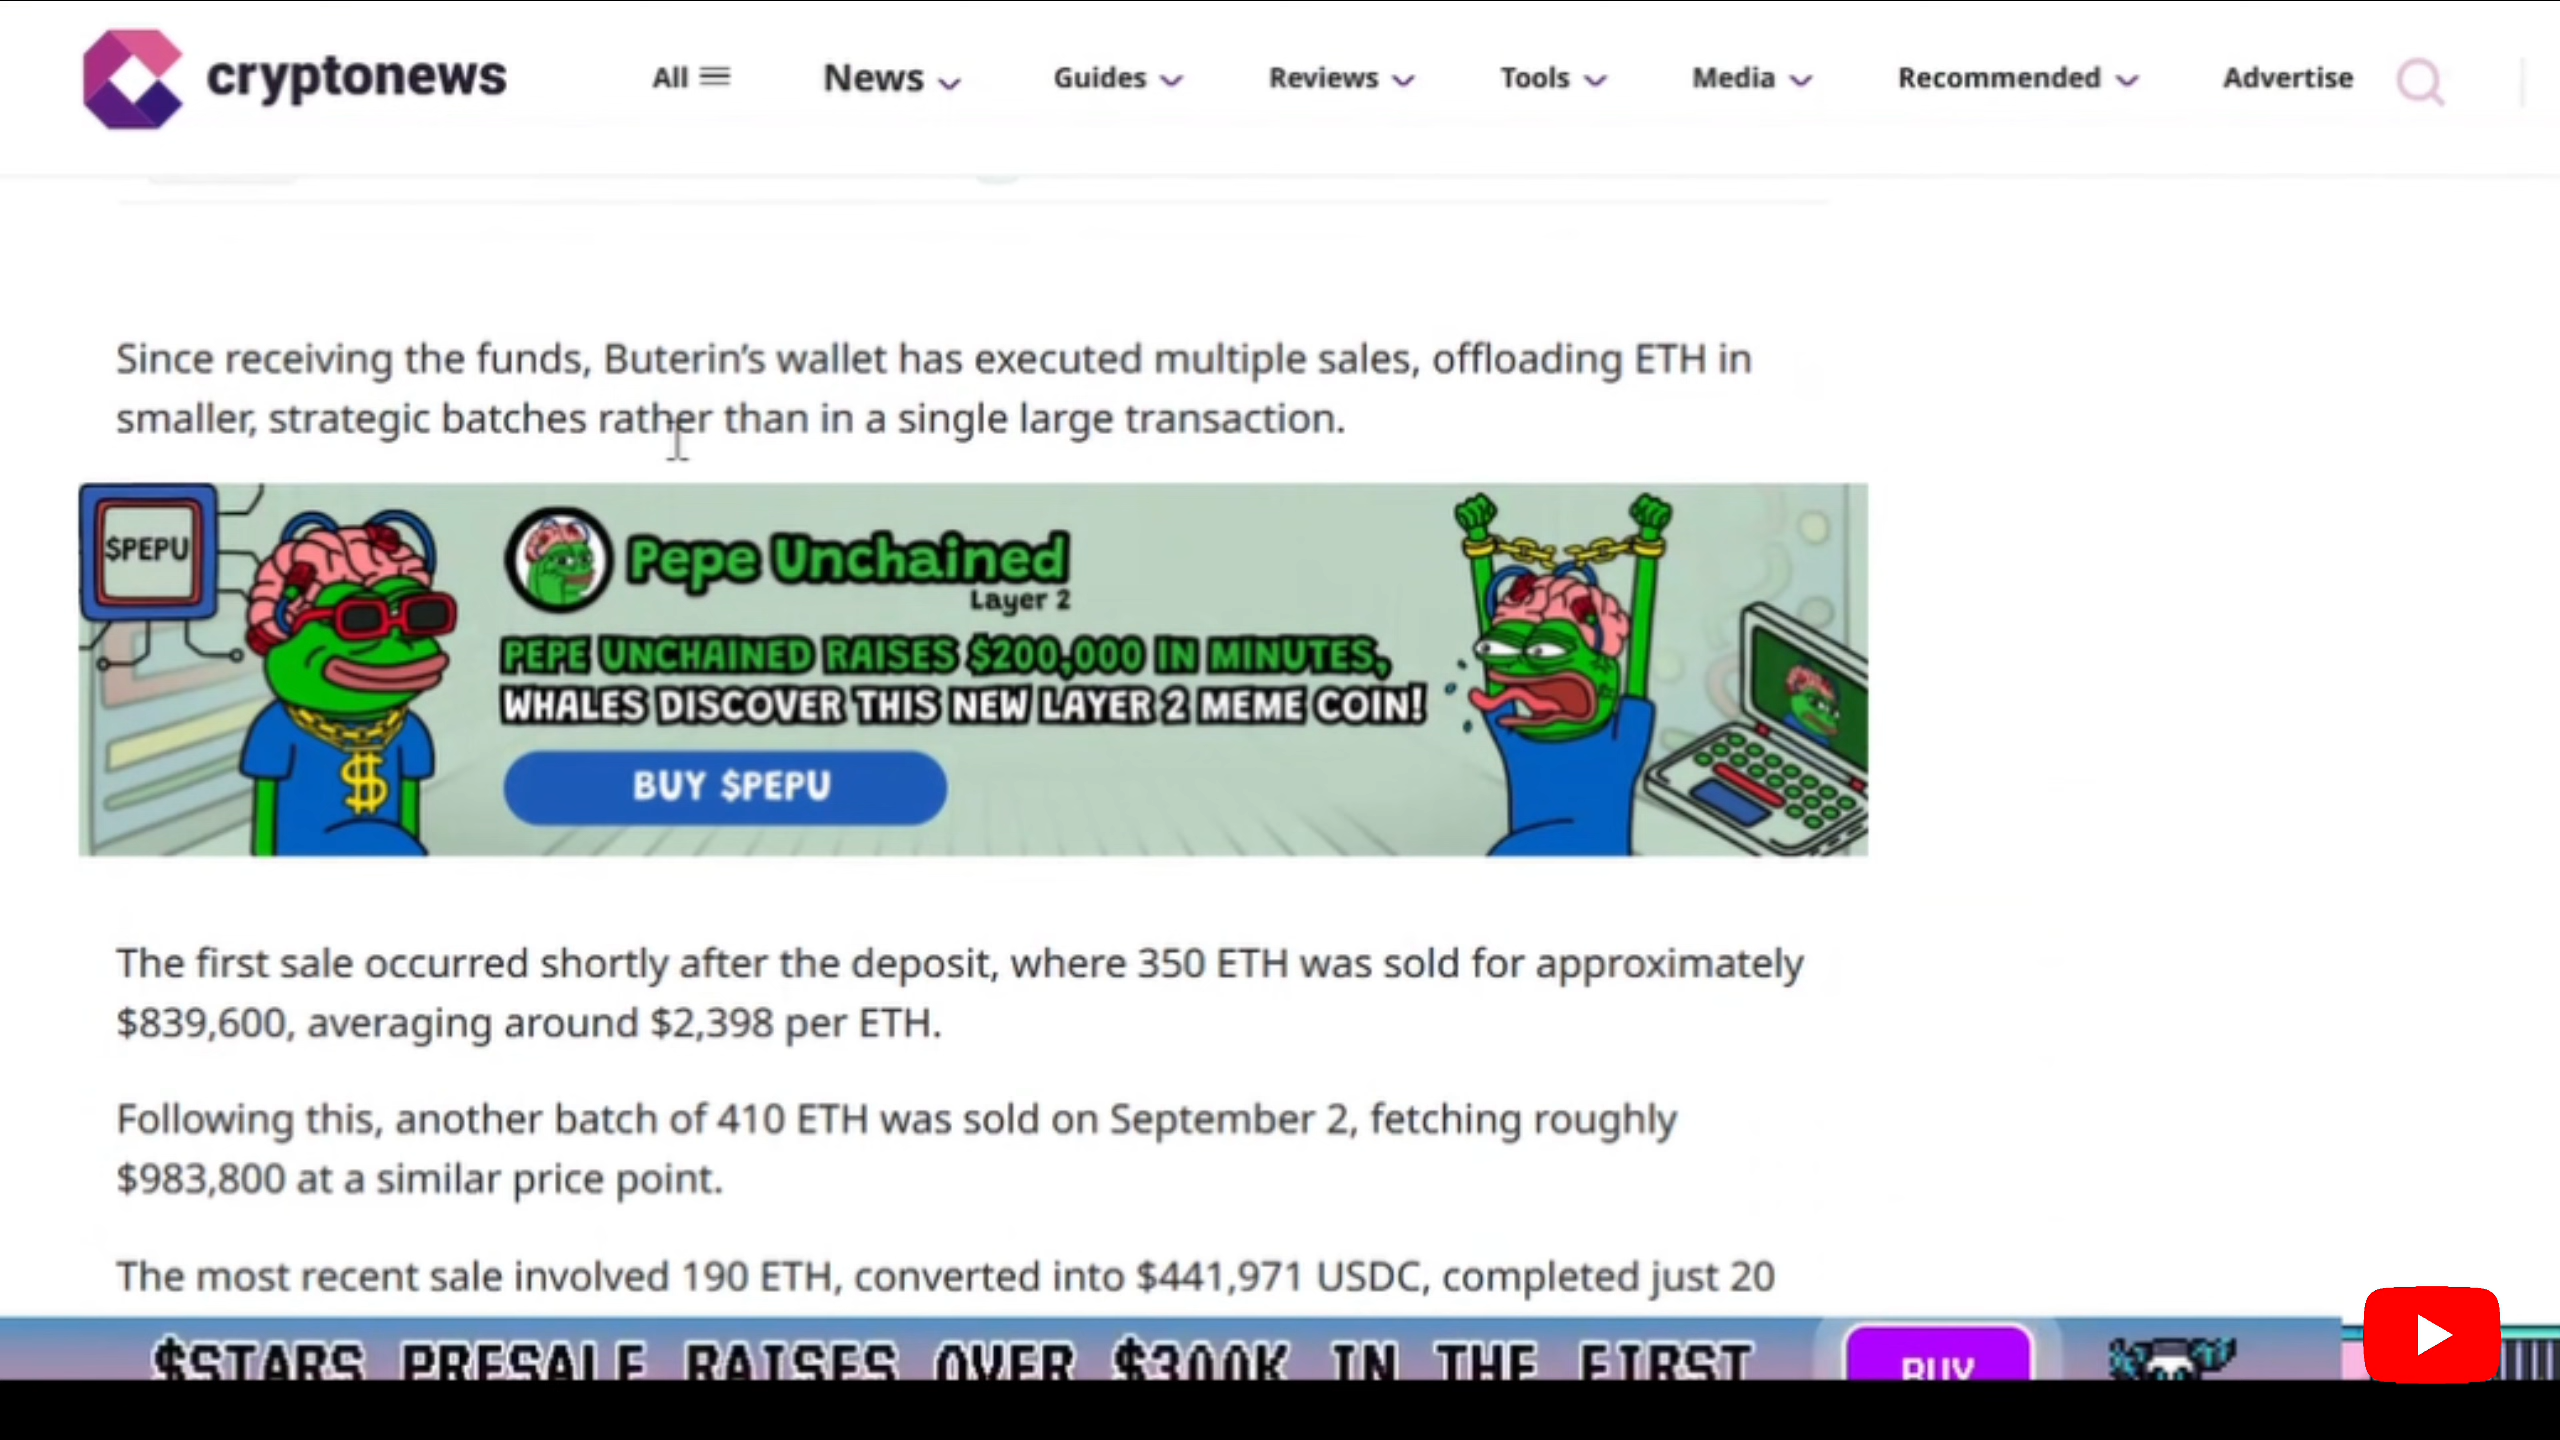 cryptonews
All News Guides Reviews Tools Media Recommended Advertise
Since receiving the funds, Buterin's wallet has executed multiple sales, offloading ETH in
smaller, strategic batches rather than in a single large transaction.
$PEPU
Pepe Unchained
Layer 2
PEPE UNCHAINED RAISES $200,000 IN MINUTES,
WHALES DISCOVER THIS NEW LAYER 2 MEME COIN!
BUY $PEPU
The first sale occurred shortly after the deposit, where 350 ETH was sold for approximately
$839,600, averaging around $2,398 per ETH.
Following this, another batch of 410 ETH was sold on September 2, fetching roughly
$983,800 at a similar price point.
The most recent sale involved 190 ETH, converted into $441,971 USDC, completed just 20
$STARS PRESALE RAISES OVER $300K IN THE FIRST
BUY